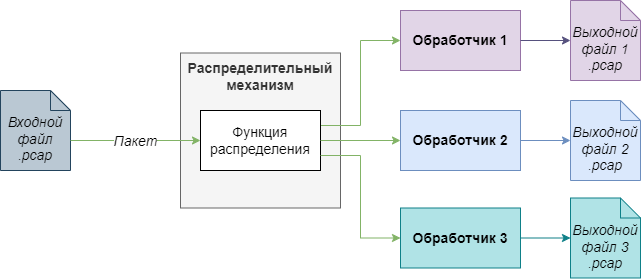 Входной
файл
.pcap
Пакет
Распределительный
механизм
Функция
распределения
Обработчик 1
Выходной
файл 1
.pcap
Обработчик 2
Выходной
файл 2
.pcap
Обработчик 3
Выходной
файл 3
.pcap